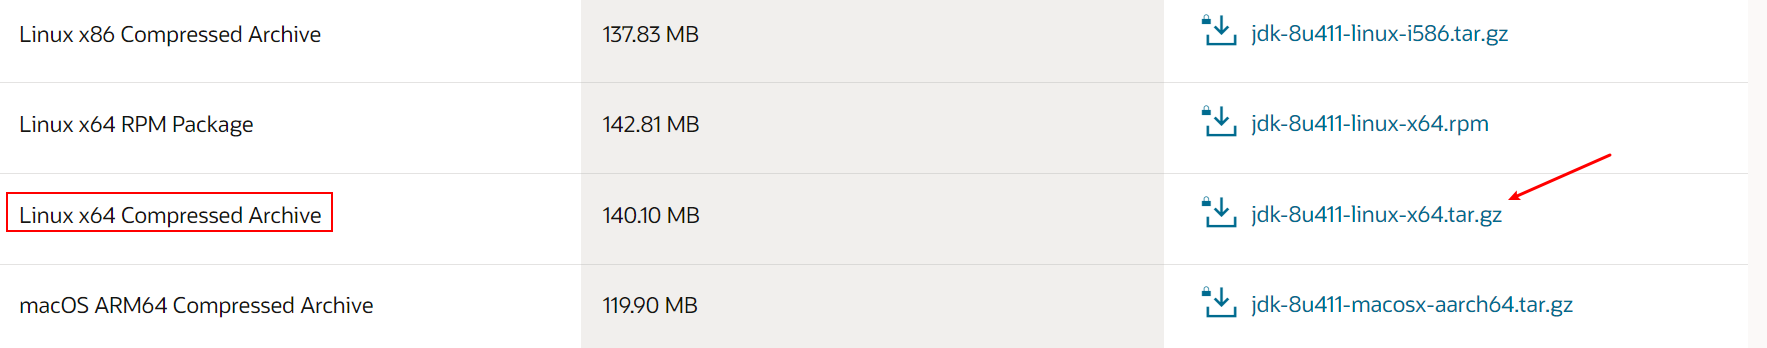 Linux x86 Compressed Archive 137.83 MB jdk-8u411-linux-i586.tar.gz
Linux x64 RPM Package 142.81 MB jdk-8u411-linux-x64.rpm
Linux x64 Compressed Archive 140.10 MB jdk-8u411-linux-x64.tar.gz
macOS ARM64 Compressed Archive 119.90 MB jdk-8u411-macosx-aarch64.tar.gz